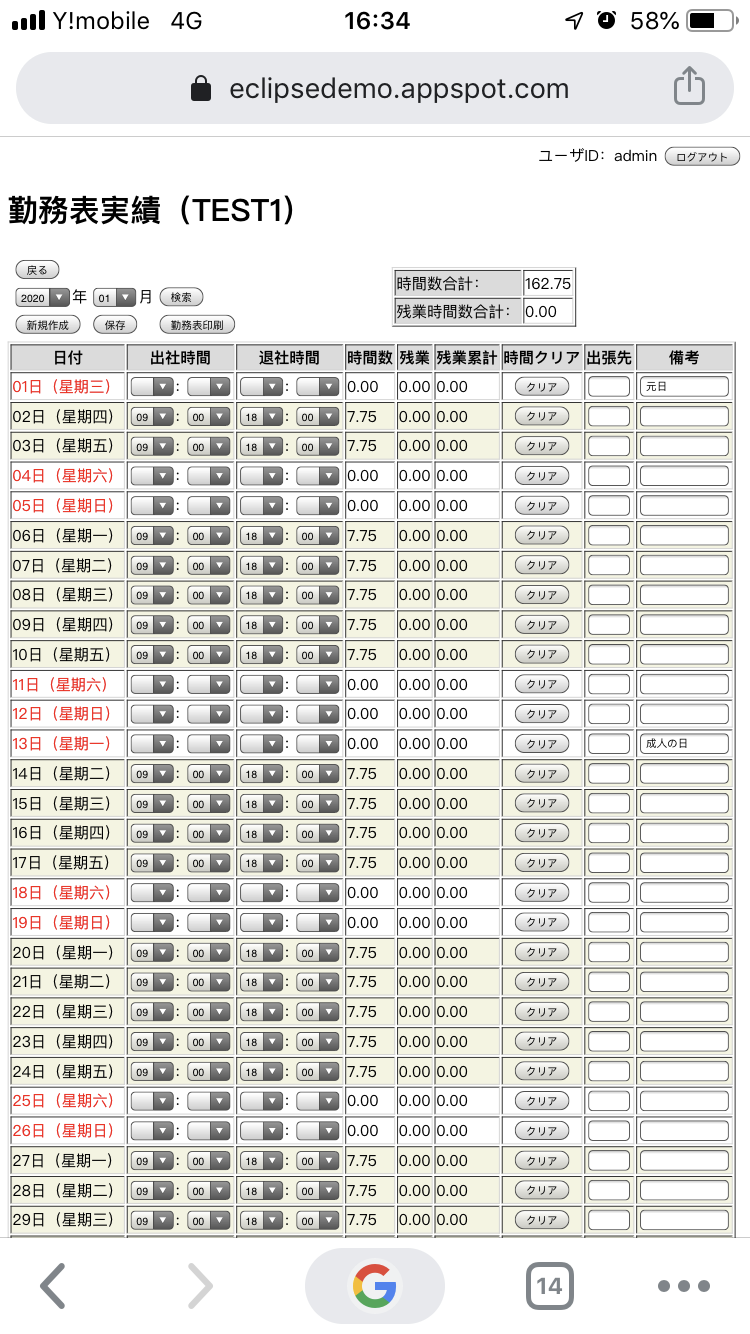 Y!mobile 4G 16:34 58%
eclipsedemo.appspot.com
ユーザID: admin ログアウト
勤務表実績（TEST1）
戻る
2020 年 01 月 検索
新規作成 保存 勤務表印刷
時間数合計： 162.75
残業時間数合計： 0.00
日付 出社時間 退社時間 時間数 残業 残業累計 時間クリア 出張先 備考
01日（星期三） : : 0.00 0.00 0.00 クリア 元日
02日（星期四） 09 : 00 18 : 00 7.75 0.00 0.00 クリア
03日（星期五） 09 : 00 18 : 00 7.75 0.00 0.00 クリア
04日（星期六） : : 0.00 0.00 0.00 クリア
05日（星期日） : : 0.00 0.00 0.00 クリア
06日（星期一） 09 : 00 18 : 00 7.75 0.00 0.00 クリア
07日（星期二） 09 : 00 18 : 00 7.75 0.00 0.00 クリア
08日（星期三） 09 : 00 18 : 00 7.75 0.00 0.00 クリア
09日（星期四） 09 : 00 18 : 00 7.75 0.00 0.00 クリア
10日（星期五） 09 : 00 18 : 00 7.75 0.00 0.00 クリア
11日（星期六） : : 0.00 0.00 0.00 クリア
12日（星期日） : : 0.00 0.00 0.00 クリア
13日（星期一） : : 0.00 0.00 0.00 クリア 成人の日
14日（星期二） 09 : 00 18 : 00 7.75 0.00 0.00 クリア
15日（星期三） 09 : 00 18 : 00 7.75 0.00 0.00 クリア
16日（星期四） 09 : 00 18 : 00 7.75 0.00 0.00 クリア
17日（星期五） 09 : 00 18 : 00 7.75 0.00 0.00 クリア
18日（星期六） : : 0.00 0.00 0.00 クリア
19日（星期日） : : 0.00 0.00 0.00 クリア
20日（星期一） 09 : 00 18 : 00 7.75 0.00 0.00 クリア
21日（星期二） 09 : 00 18 : 00 7.75 0.00 0.00 クリア
22日（星期三） 09 : 00 18 : 00 7.75 0.00 0.00 クリア
23日（星期四） 09 : 00 18 : 00 7.75 0.00 0.00 クリア
24日（星期五） 09 : 00 18 : 00 7.75 0.00 0.00 クリア
25日（星期六） : : 0.00 0.00 0.00 クリア
26日（星期日） : : 0.00 0.00 0.00 クリア
27日（星期一） 09 : 00 18 : 00 7.75 0.00 0.00 クリア
28日（星期二） 09 : 00 18 : 00 7.75 0.00 0.00 クリア
29日（星期三） 09 : 00 18 : 00 7.75 0.00 0.00 クリア
14